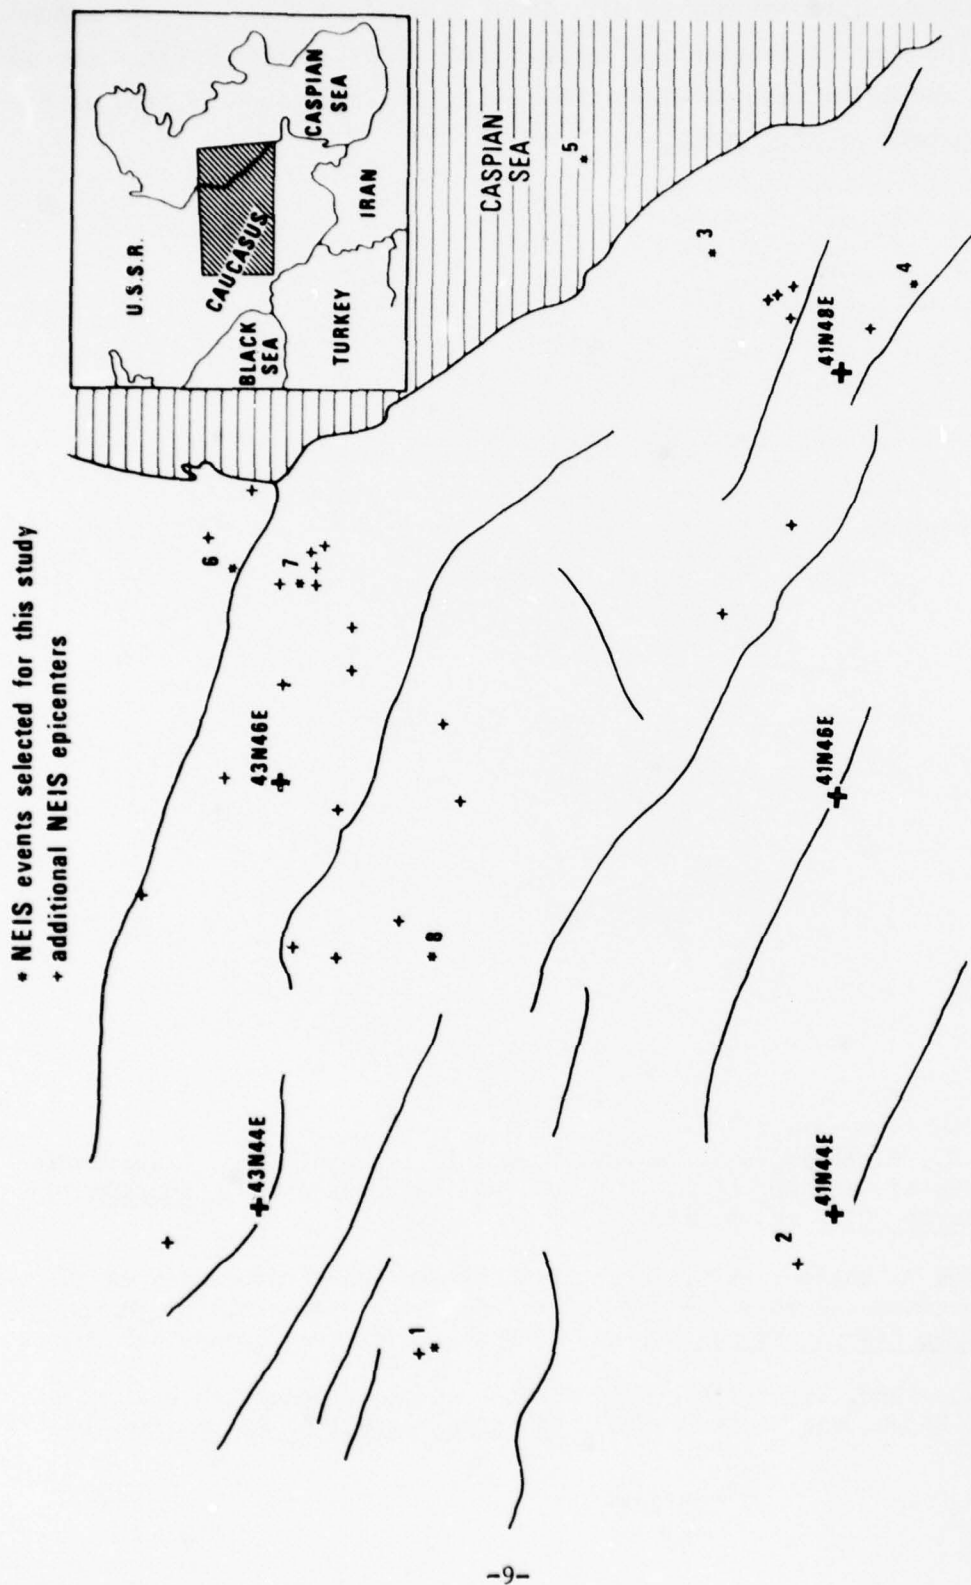 * NEIS events selected for this study
+ additional NEIS epicenters
U.S.S.R.
CAUCASUS
BLACK
SEA
CASPIAN
SEA
TURKEY
IRAN
CASPIAN
SEA
6
7
5
43N44E
43N46E
8
1
3
2
41N44E
41N46E
41N48E
4
-9-